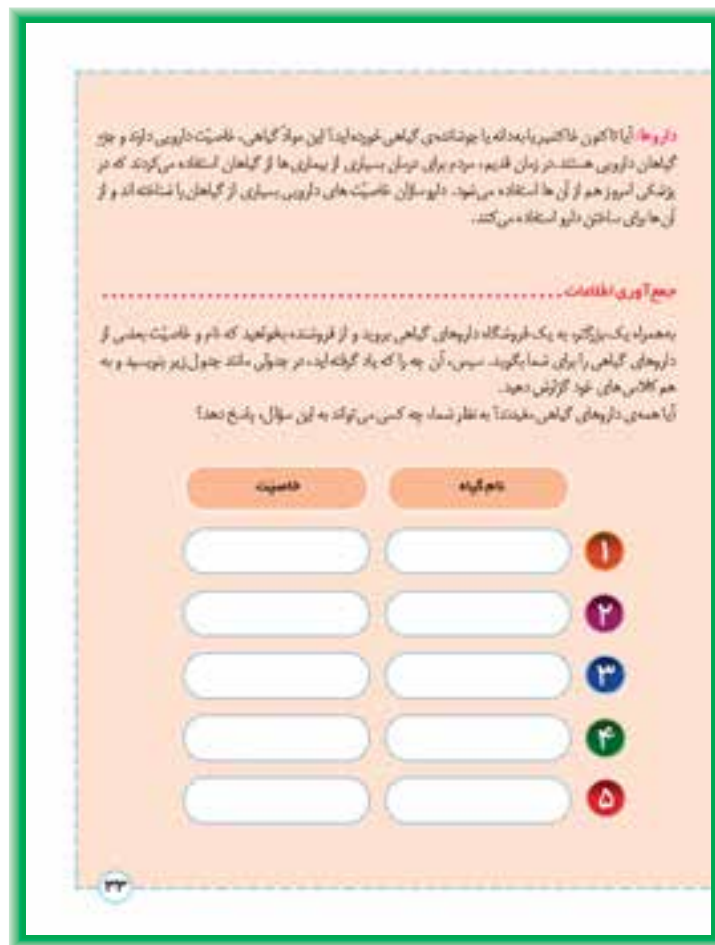 داروها: آیا تاکنون خاکشیر یا به‌دانه یا جوشانده‌ی گیاهی خورده‌اید؟ این موادّ گیاهی، خاصیّت دارویی دارند و جزء
گیاهان دارویی هستند. در زمان قدیم، مردم برای درمان بسیاری از بیماری ها از گیاهان استفاده می‌کردند که در
پزشکی امروز هم از آن ها استفاده می‌شود. داروسازان خاصیّت های دارویی بسیاری از گیاهان را شناخته اند و از
آن ها برای ساختن دارو استفاده می‌کنند.
جمع‌آوری اطلاعات
به‌همراه یک بزرگ‌تر، به یک فروشگاه داروهای گیاهی بروید و از فروشنده بخواهید که نام و خاصیّت بعضی از
داروهای گیاهی را برای شما بگوید. سپس، آن چه را که یاد گرفته اید، در جدولی مانند جدول زیر بنویسید و به
هم کلاسی های خود گزارش دهید.
آیا همه‌ی داروهای گیاهی مفیدند؟ به نظر شما، چه کسی می‌تواند به این سؤال، پاسخ دهد؟
نام گیاه خاصیت
۱
۲
۳
۴
۵
۳۳